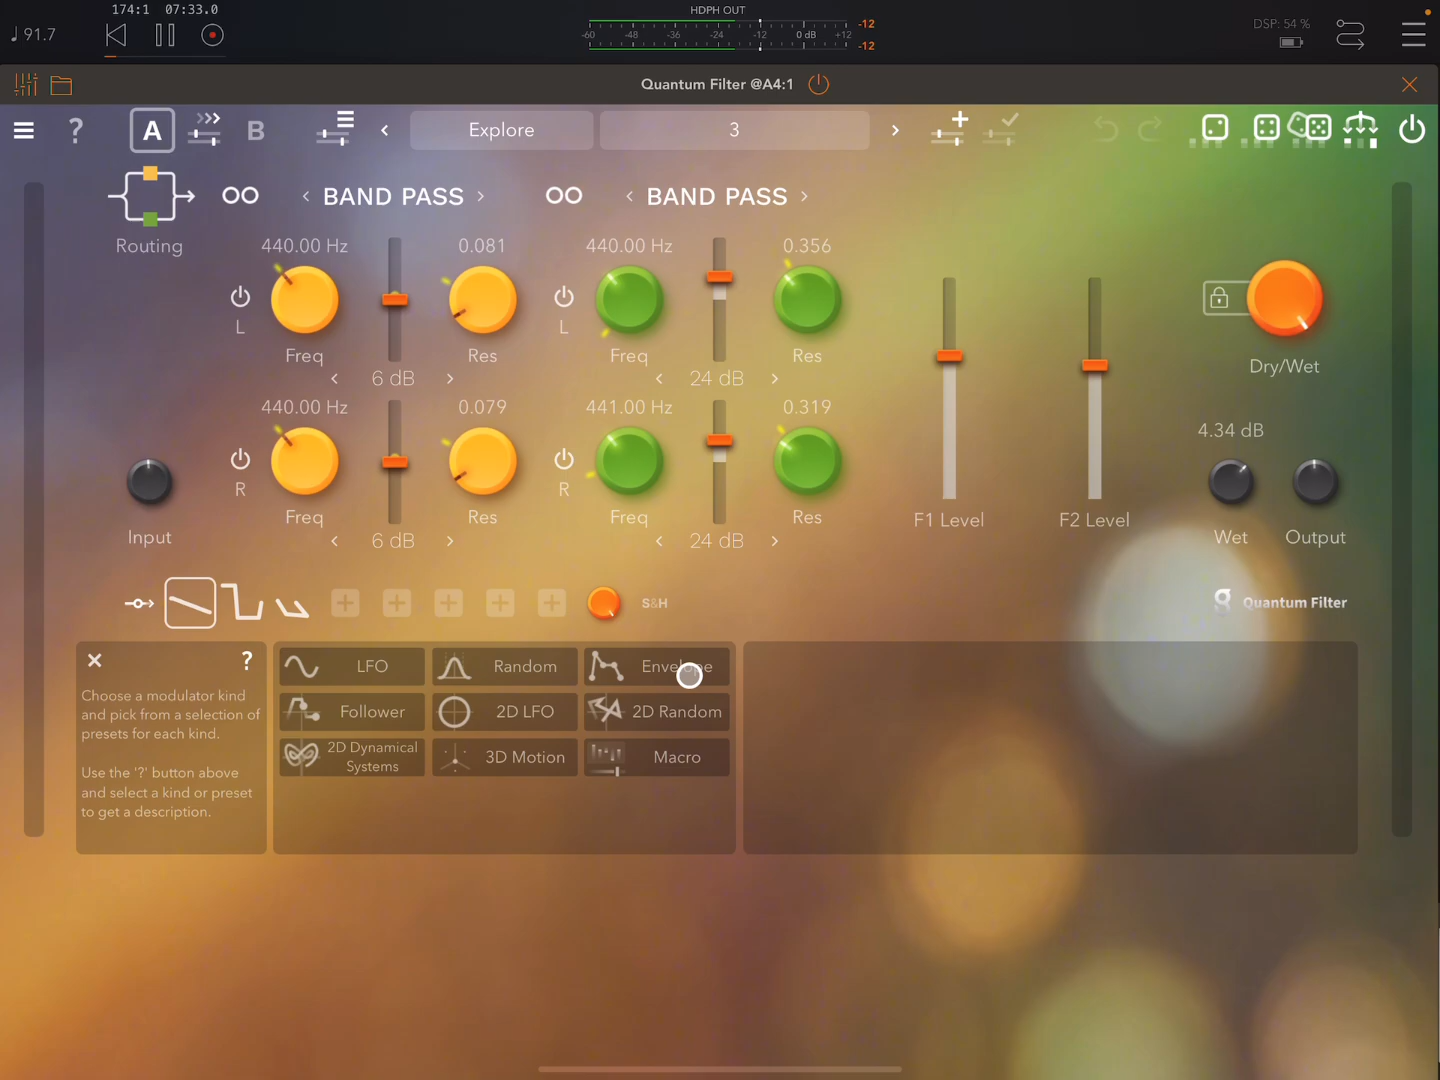 174:1 07:33.0
HDPH OUT
♩ 91.7
-60 -48 -36 -24 -12 0 dB +12
-12
-12
DSP: 54 %
Quantum Filter @A4:1
? A B Explore 3
BAND PASS BAND PASS
Routing
440.00 Hz 0.081 440.00 Hz 0.356
L L
Freq Res Freq Res Dry/Wet
6 dB 24 dB
440.00 Hz 0.079 441.00 Hz 0.319
4.34 dB
R R
Freq Res Freq Res F1 Level F2 Level
Input 6 dB 24 dB Wet Output
S&H
Quantum Filter
?
Choose a modulator kind
and pick from a selection of
presets for each kind.
Use the '?' button above
and select a kind or preset
to get a description.
LFO Random Envelope
Follower 2D LFO 2D Random
2D Dynamical
Systems
3D Motion Macro